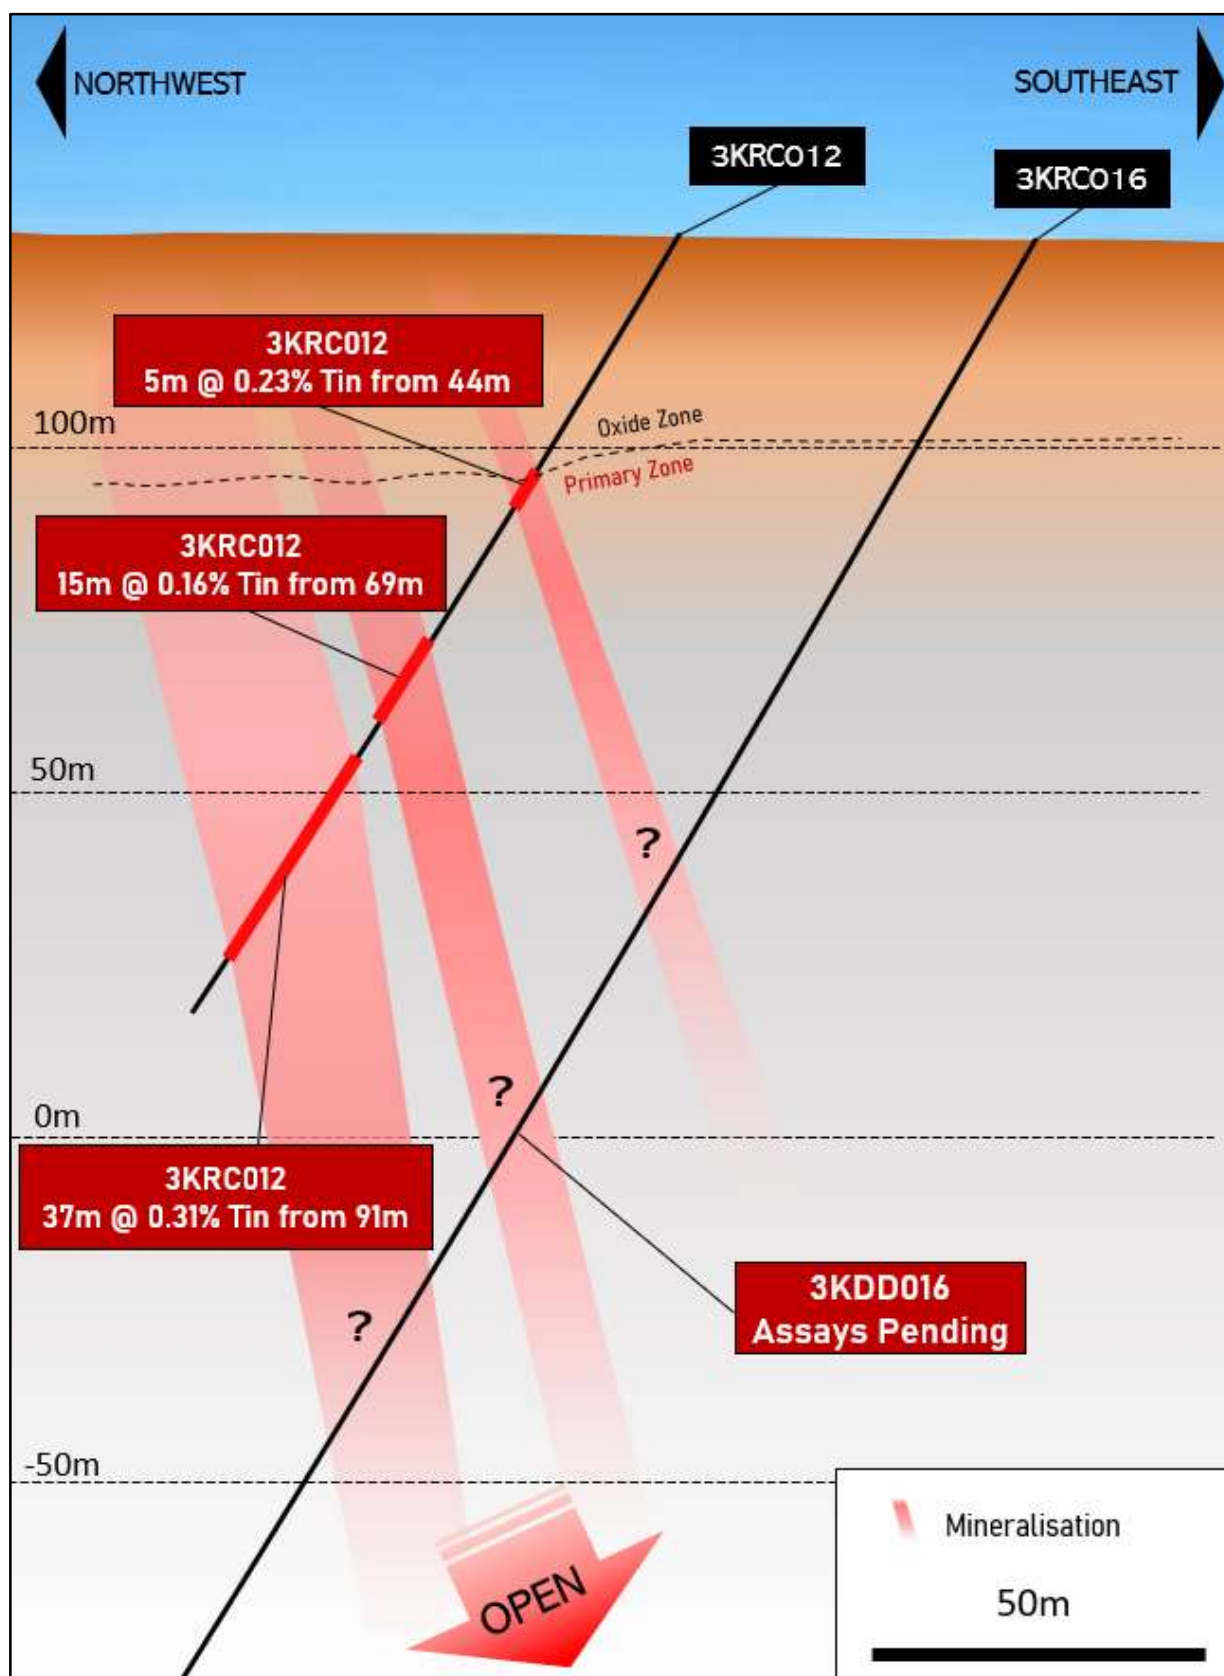 NORTHWEST
SOUTHEAST
3KRC012
3KRC016
3KRC012
5m @ 0.23% Tin from 44m
100m
Oxide Zone
Primary Zone
3KRC012
15m @ 0.16% Tin from 69m
50m
?
?
0m
3KRC012
37m @ 0.31% Tin from 91m
3KDD016
Assays Pending
?
-50m
OPEN
Mineralisation
50m